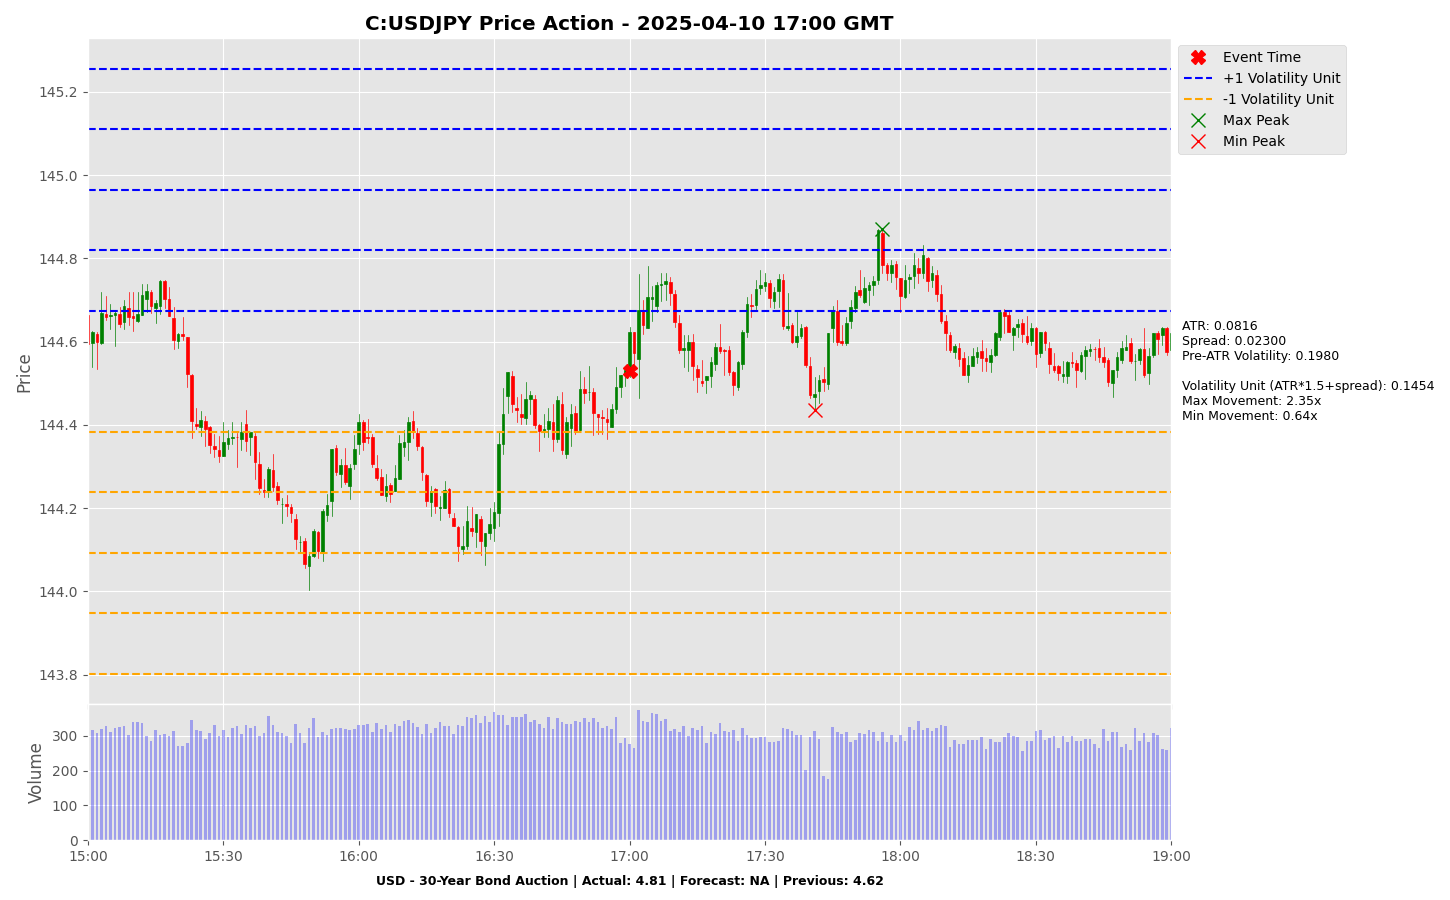 C:USDJPY Price Action - 2025-04-10 17:00 GMT
Event Time
+1 Volatility Unit
-1 Volatility Unit
Max Peak
Min Peak
Price
145.2
145.0
144.8
144.6
144.4
144.2
144.0
143.8
ATR: 0.0816
Spread: 0.02300
Pre-ATR Volatility: 0.1980
Volatility Unit (ATR*1.5+spread): 0.1454
Max Movement: 2.35x
Min Movement: 0.64x
Volume
300
200
100
0
15:00 15:30 16:00 16:30 17:00 17:30 18:00 18:30 19:00
USD - 30-Year Bond Auction | Actual: 4.81 | Forecast: NA | Previous: 4.62